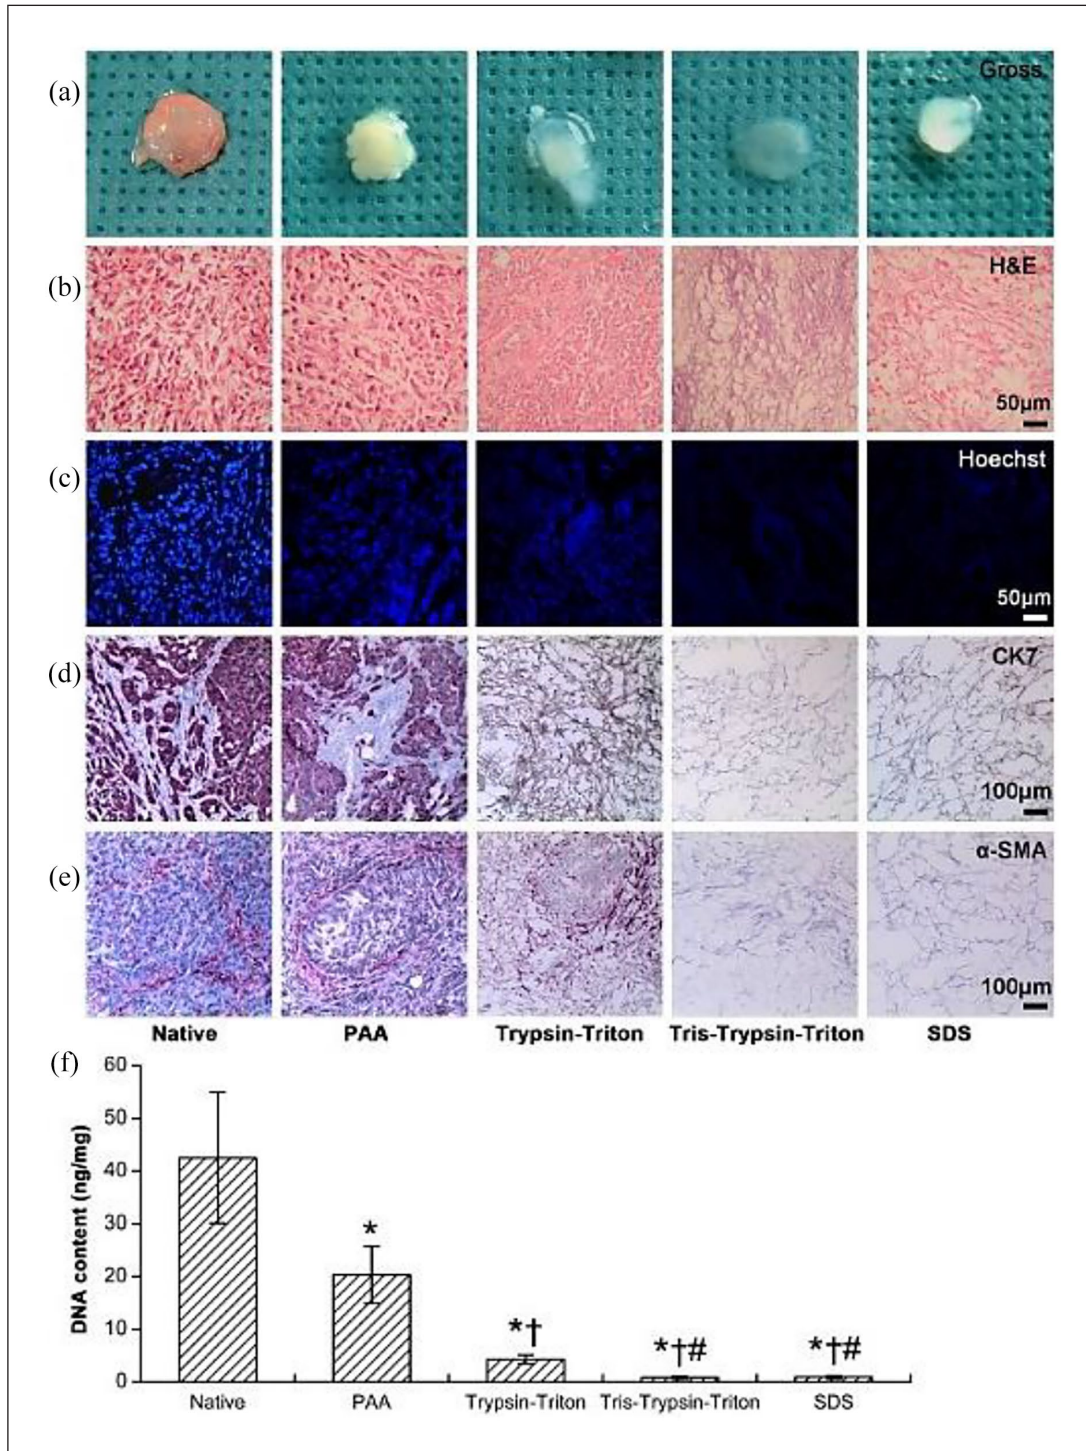 (a)
Gross
(b)
H&E
50μm
(c)
Hoechst
50μm
(d)
CK7
100μm
(e)
α-SMA
100μm
Native PAA Trypsin-Triton Tris-Trypsin-Triton SDS
(f)
DNA content (ng/mg)
60
50
40
30
20
10
0
*
*†
*†#
*†#
Native PAA Trypsin-Triton Tris-Trypsin-Triton SDS